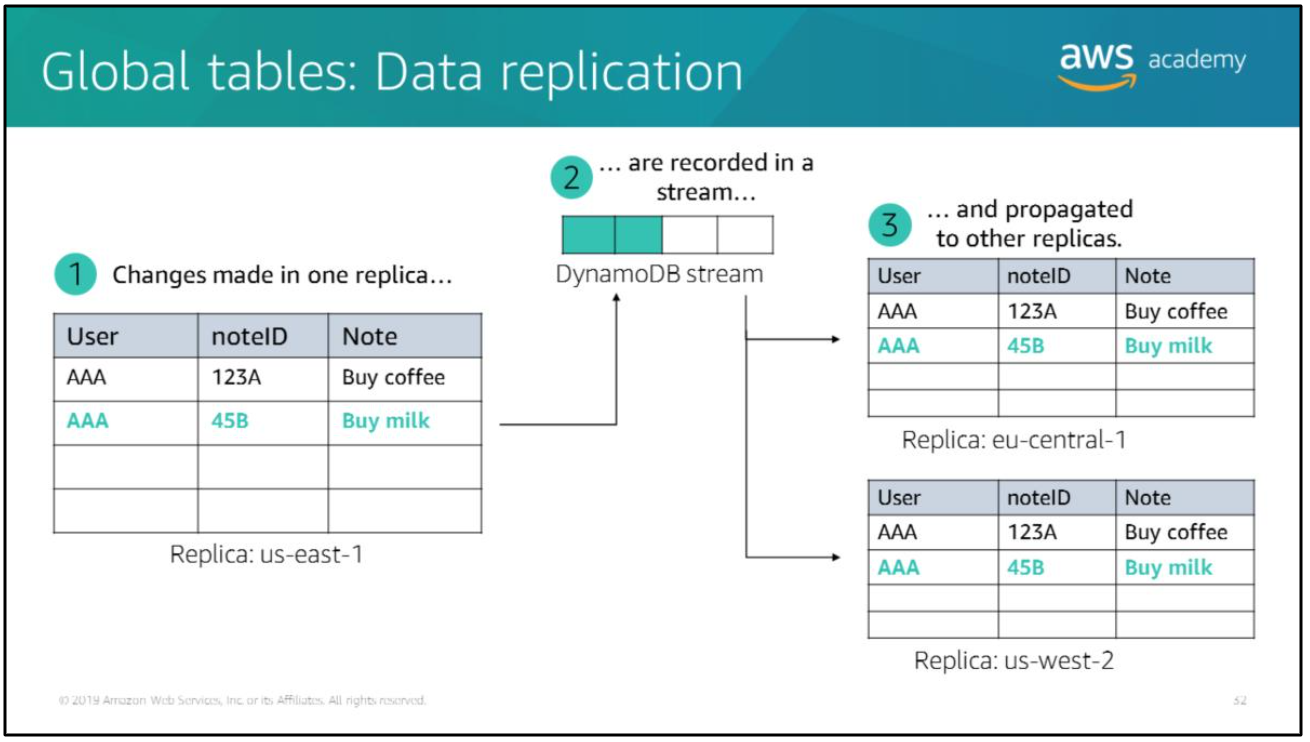 Global tables: Data replication
aws academy
1 Changes made in one replica...
User noteID Note
AAA 123A Buy coffee
AAA 45B Buy milk
Replica: us-east-1
2 ... are recorded in a
stream...
DynamoDB stream
3 ... and propagated
to other replicas.
User noteID Note
AAA 123A Buy coffee
AAA 45B Buy milk
Replica: eu-central-1
User noteID Note
AAA 123A Buy coffee
AAA 45B Buy milk
Replica: us-west-2
© 2019 Amazon Web Services, Inc. or its Affiliates. All rights reserved.
32